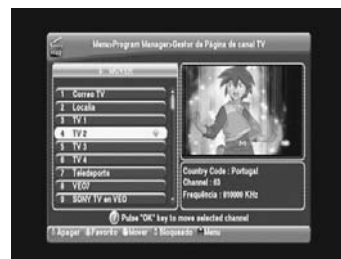 Menu>Program Manager>Gestor de Página de canal TV
1 Correo TV
2 Localia
3 TV 1
4 TV 2
5 TV 3
6 TV 4
7 Teledeporte
8 VEO7
9 SONY TV en VEO
Country Code : Portugal
Channel : 63
Frequência : 810000 KHz
Pulse "OK" key to move selected channel
Apagar Favorito Mover Bloqueado Menu